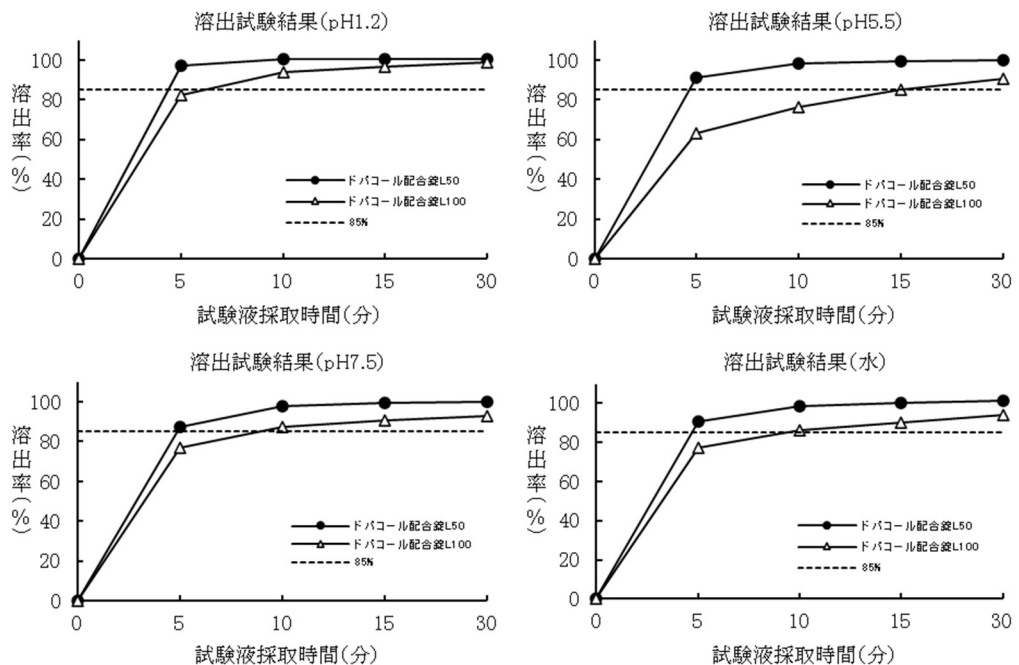 溶出試験結果(pH1.2)
溶出率(%)
100
80
60
40
20
0
ドパコール配合錠L50
ドパコール配合錠L100
85%
0 5 10 15 30
試験液採取時間(分)
溶出試験結果(pH5.5)
溶出率(%)
100
80
60
40
20
0
ドパコール配合錠L50
ドパコール配合錠L100
85%
0 5 10 15 30
試験液採取時間(分)
溶出試験結果(pH7.5)
溶出率(%)
100
80
60
40
20
0
ドパコール配合錠L50
ドパコール配合錠L100
85%
0 5 10 15 30
試験液採取時間(分)
溶出試験結果(水)
溶出率(%)
100
80
60
40
20
0
ドパコール配合錠L50
ドパコール配合錠L100
85%
0 5 10 15 30
試験液採取時間(分)